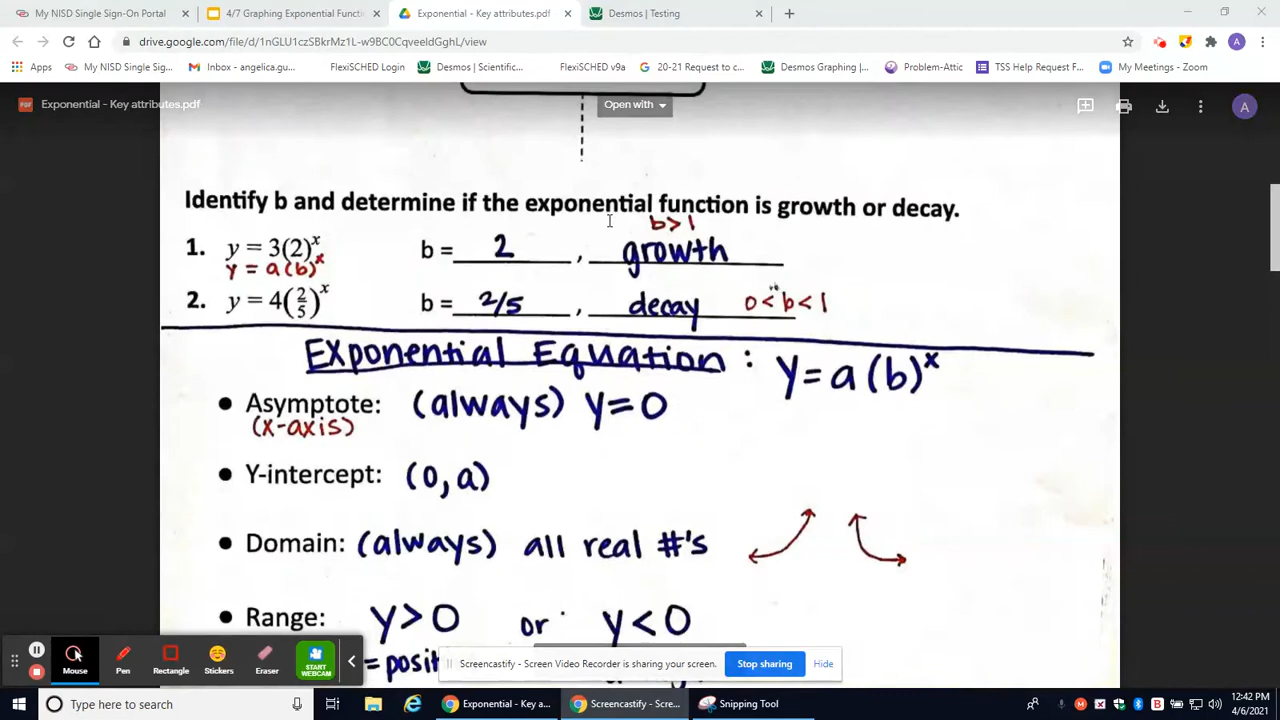 My NISD Single Sign-On Portal
4/7 Graphing Exponential Functi
Exponential - Key attributes.pdf
Desmos | Testing
drive.google.com/file/d/1nGLU1czSBkrMz1L-w9BC0CqveeldGghL/view
Apps
My NISD Single Sig...
Inbox - angelica.gu...
FlexiSCHED Login
Desmos | Scientific...
FlexiSCHED v9a
20-21 Request to c...
Desmos Graphing |...
Problem-Attic
TSS Help Request F...
My Meetings - Zoom
Exponential - Key attributes.pdf
Open with
A
Identify b and determine if the exponential function is growth or decay.
b>1
1. y = 3(2)^x b = 2 , growth
y = a(b)^x
2. y = 4(2/5)^x b = 2/5 , decay 0<b<1
Exponential Equation: y=a(b)^x
• Asymptote: (always) y=0
(x-axis)
• Y-intercept: (0,a)
• Domain: (always) all real #'s
• Range: y>0 or y<0
= posit
Mouse
Pen
Rectangle
Stickers
Eraser
START WEBCAM
Screencastify - Screen Video Recorder is sharing your screen.
Stop sharing
Hide
Type here to search
Exponential - Key a...
Screencastify - Scre...
Snipping Tool
12:42 PM
4/6/2021